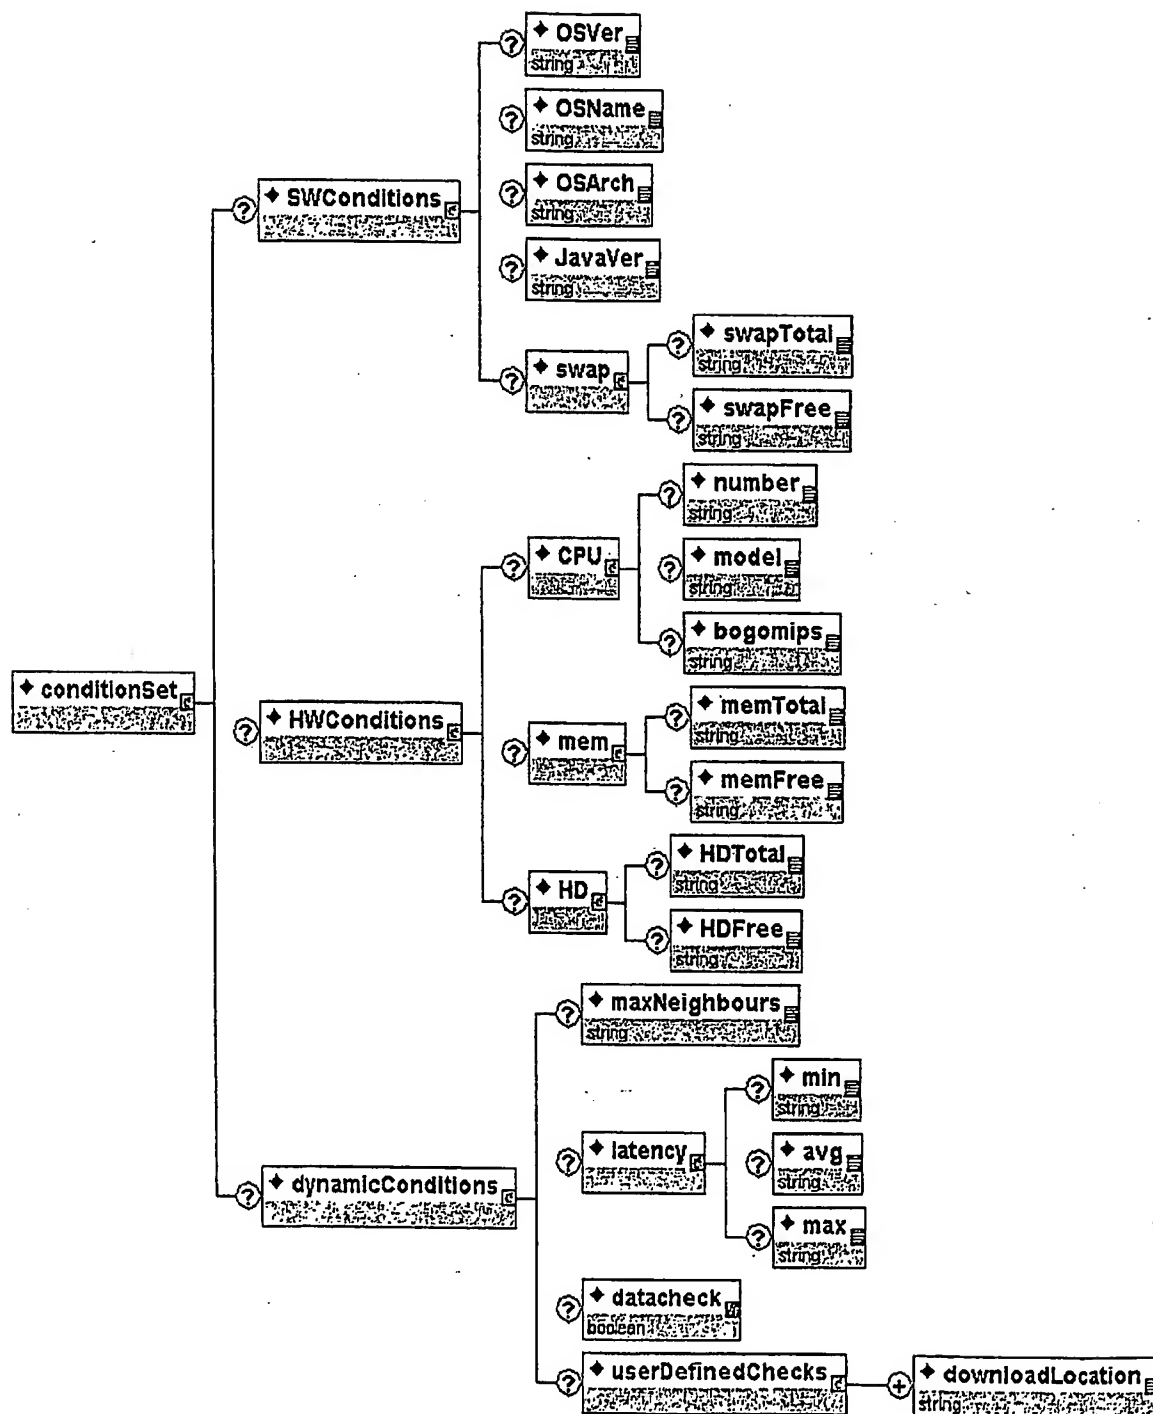 OSVer
string
OSName
string
OSArch
string
SWConditions
JavaVer
string
swapTotal
string
swap
swapFree
string
number
string
CPU
model
string
bogomips
string
conditionSet
HWConditions
memTotal
string
mem
memFree
string
HDTotal
string
HD
HDFree
string
maxNeighbours
string
min
string
latency
avg
string
dynamicConditions
max
string
datacheck
boolean
userDefinedChecks
downloadLocation
string